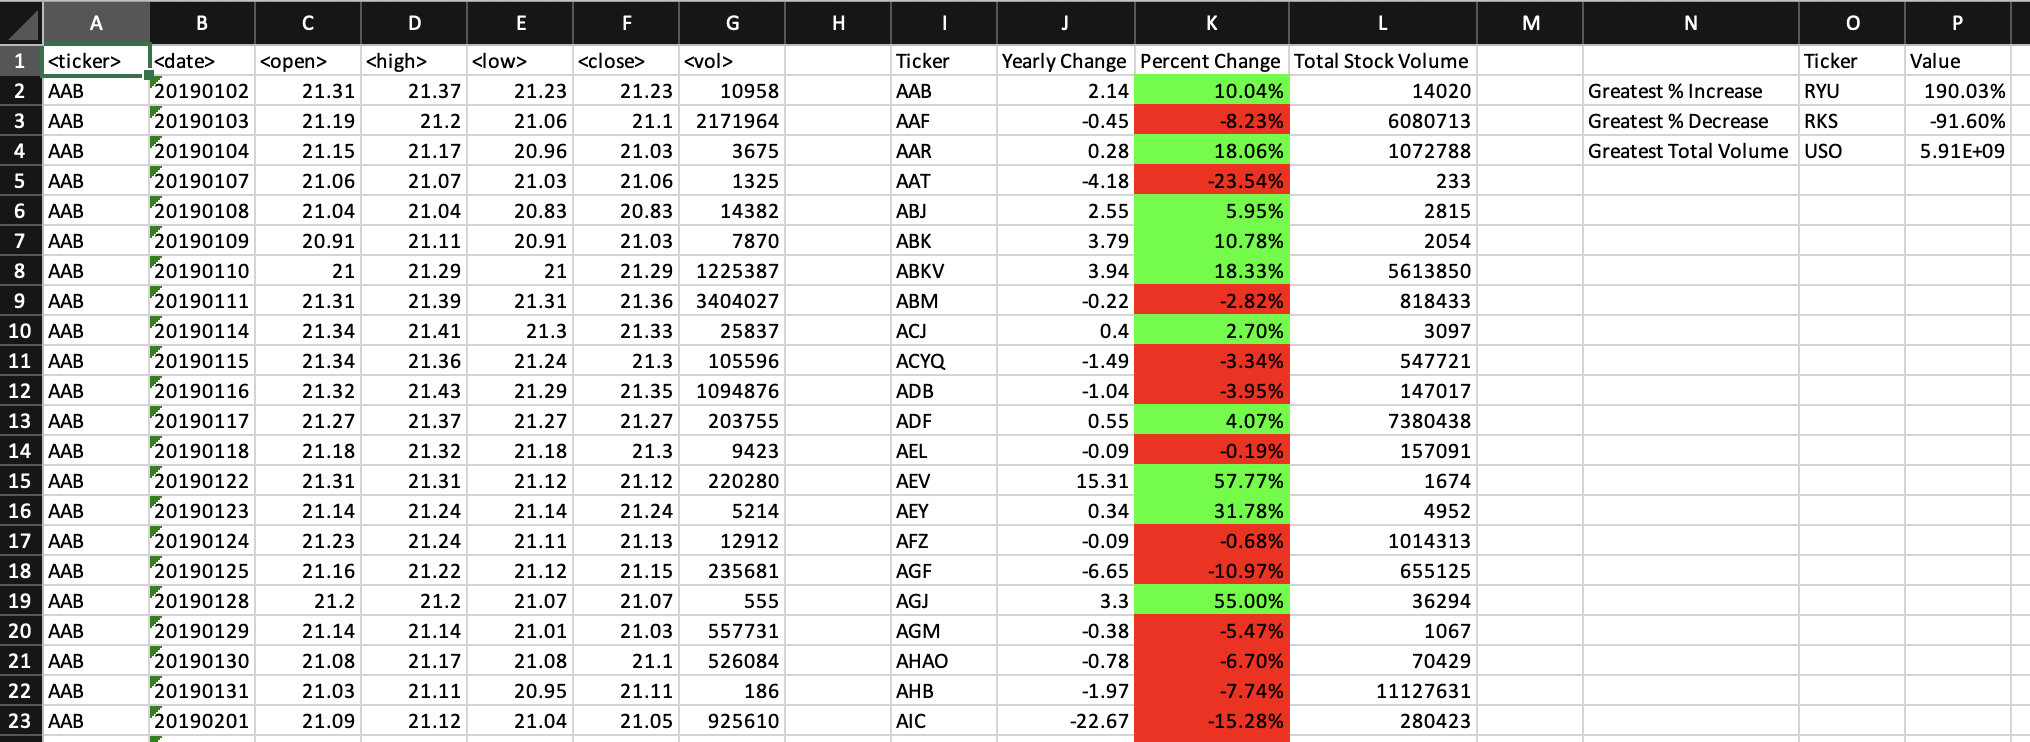 A B C D E F G H I J K L M N O P
1 <ticker> <date> <open> <high> <low> <close> <vol> Ticker Yearly Change Percent Change Total Stock Volume Ticker Value
2 AAB 20190102 21.31 21.37 21.23 21.23 10958 AAB 2.14 10.04% 14020 Greatest % Increase RYU 190.03%
3 AAB 20190103 21.19 21.2 21.06 21.1 2171964 AAF -0.45 -8.23% 6080713 Greatest % Decrease RKS -91.60%
4 AAB 20190104 21.15 21.17 20.96 21.03 3675 AAR 0.28 18.06% 1072788 Greatest Total Volume USO 5.91E+09
5 AAB 20190107 21.06 21.07 21.03 21.06 1325 AAT -4.18 -23.54% 233
6 AAB 20190108 21.04 21.04 20.83 20.83 14382 ABJ 2.55 5.95% 2815
7 AAB 20190109 20.91 21.11 20.91 21.03 7870 ABK 3.79 10.78% 2054
8 AAB 20190110 21 21.29 21 21.29 1225387 ABKV 3.94 18.33% 5613850
9 AAB 20190111 21.31 21.39 21.31 21.36 3404027 ABM -0.22 -2.82% 818433
10 AAB 20190114 21.34 21.41 21.3 21.33 25837 ACJ 0.4 2.70% 3097
11 AAB 20190115 21.34 21.36 21.24 21.3 105596 ACYQ -1.49 -3.34% 547721
12 AAB 20190116 21.32 21.43 21.29 21.35 1094876 ADB -1.04 -3.95% 147017
13 AAB 20190117 21.27 21.37 21.27 21.27 203755 ADF 0.55 4.07% 7380438
14 AAB 20190118 21.18 21.32 21.18 21.3 9423 AEL -0.09 -0.19% 157091
15 AAB 20190122 21.31 21.31 21.12 21.12 220280 AEV 15.31 57.77% 1674
16 AAB 20190123 21.14 21.24 21.14 21.24 5214 AEY 0.34 31.78% 4952
17 AAB 20190124 21.23 21.24 21.11 21.13 12912 AFZ -0.09 -0.68% 1014313
18 AAB 20190125 21.16 21.22 21.12 21.15 235681 AGF -6.65 -10.97% 655125
19 AAB 20190128 21.2 21.2 21.07 21.07 555 AGJ 3.3 55.00% 36294
20 AAB 20190129 21.14 21.14 21.01 21.03 557731 AGM -0.38 -5.47% 1067
21 AAB 20190130 21.08 21.17 21.08 21.1 526084 AHAO -0.78 -6.70% 70429
22 AAB 20190131 21.03 21.11 20.95 21.11 186 AHB -1.97 -7.74% 11127631
23 AAB 20190201 21.09 21.12 21.04 21.05 925610 AIC -22.67 -15.28% 280423